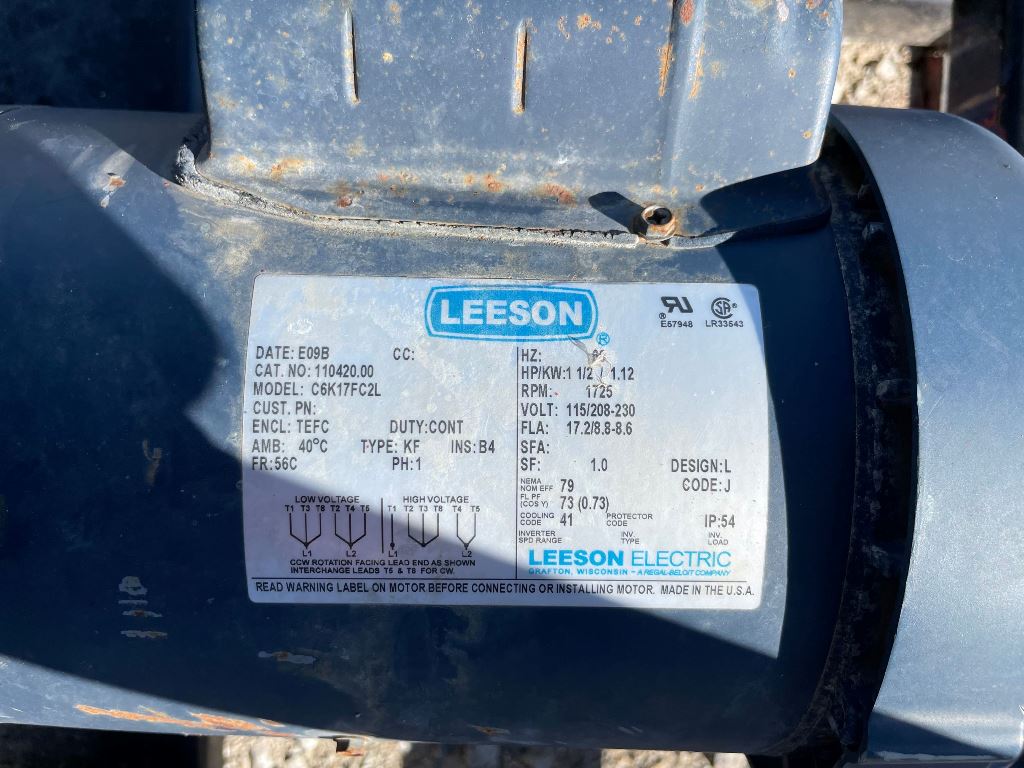 LEESON
®
E57948
LR33543
DATE: E09B CC:
CAT. NO: 110420.00
MODEL: C6K17FC2L
CUST. PN:
ENCL: TEFC DUTY:CONT
AMB: 40°C TYPE: KF INS: B4
FR: 56C PH: 1
LOW VOLTAGE HIGH VOLTAGE
T1 T3 T8 T2 T4 T5 T1 T2 T3 T8 T4 T5
L1 L2 L1 L2
CCW ROTATION FACING LEAD END AS SHOWN
INTERCHANGE LEADS T5 & T8 FOR CW.
HZ:
HP/KW:1 1/2 / 1.12
RPM: 1725
VOLT: 115/208-230
FLA: 17.2/8.8-8.6
SFA:
SF: 1.0 DESIGN: L
NEMA NOM EFF 79 CODE: J
FL PF (COS Y) 73 (0.73)
COOLING CODE 41 PROTECTOR CODE IP:54
INVERTER SPD RANGE INV. TYPE INV. LOAD
LEESON ELECTRIC
GRAFTON, WISCONSIN - A REGAL-BELOIT COMPANY
READ WARNING LABEL ON MOTOR BEFORE CONNECTING OR INSTALLING MOTOR. MADE IN THE U.S.A.